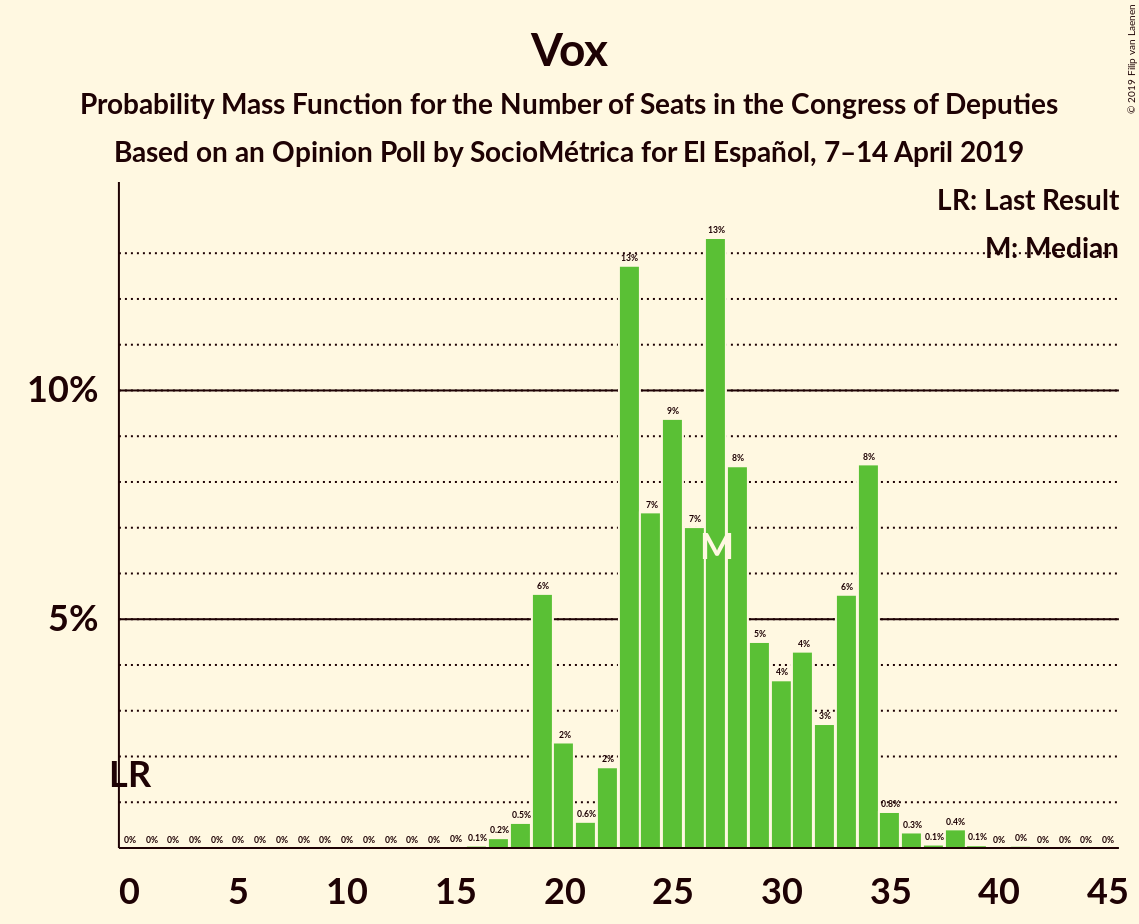 Vox
Probability Mass Function for the Number of Seats in the Congress of Deputies
Based on an Opinion Poll by SocioMétrica for El Español, 7–14 April 2019
© 2019 Filip van Laenen
LR: Last Result
M: Median
10%
5%
LR
M
0% 0% 0% 0% 0% 0% 0% 0% 0% 0% 0% 0% 0% 0% 0% 0% 0.1% 0.2% 0.5% 6% 2% 0.6% 2% 13% 7% 9% 7% 13% 8% 5% 4% 4% 3% 6% 8% 0.8% 0.3% 0.1% 0.4% 0.1% 0% 0% 0% 0% 0% 0%
0 5 10 15 20 25 30 35 40 45